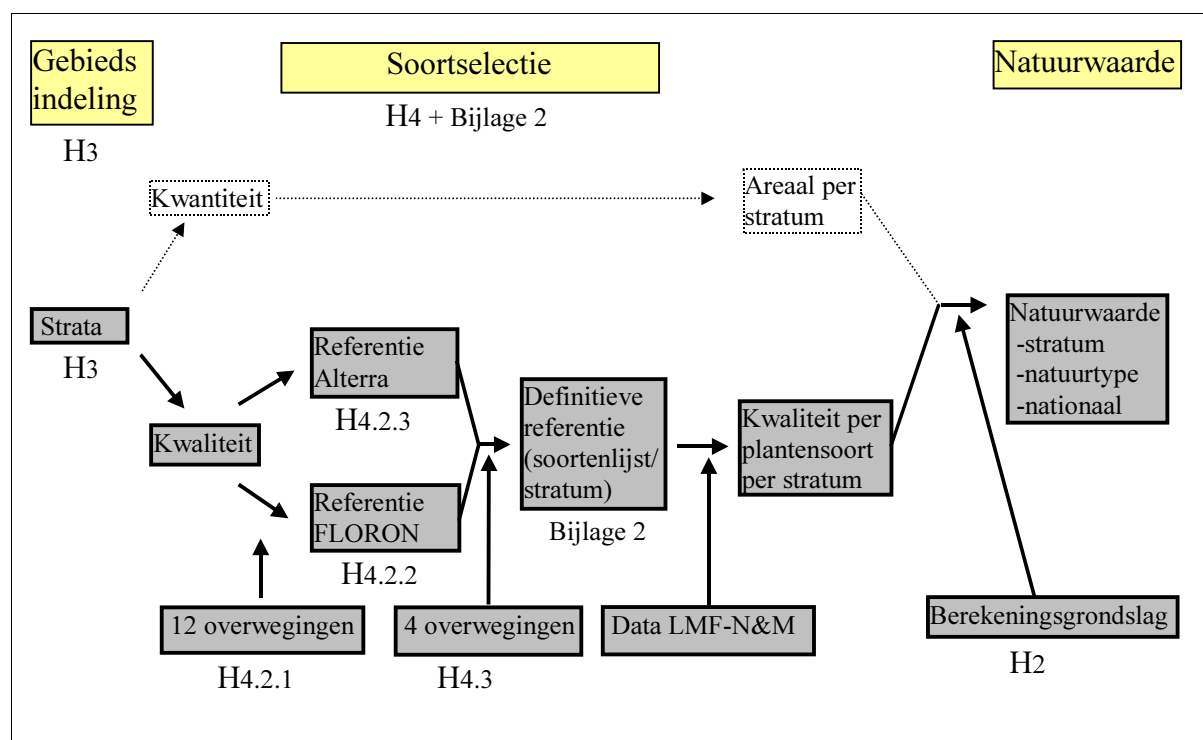 Gebieds
indeling
H3
Soortselectie
H4 + Bijlage 2
Natuurwaarde
Kwantiteit
Areaal per
stratum
Strata
H3
Kwaliteit
Referentie
Alterra
H4.2.3
Referentie
FLORON
H4.2.2
Definitieve
referentie
(soortenlijst/
stratum)
Bijlage 2
Kwaliteit per
plantensoort
per stratum
Natuurwaarde
-stratum
-natuurtype
-nationaal
12 overwegingen
H4.2.1
4 overwegingen
H4.3
Data LMF-N&M
Berekeningsgrondslag
H2